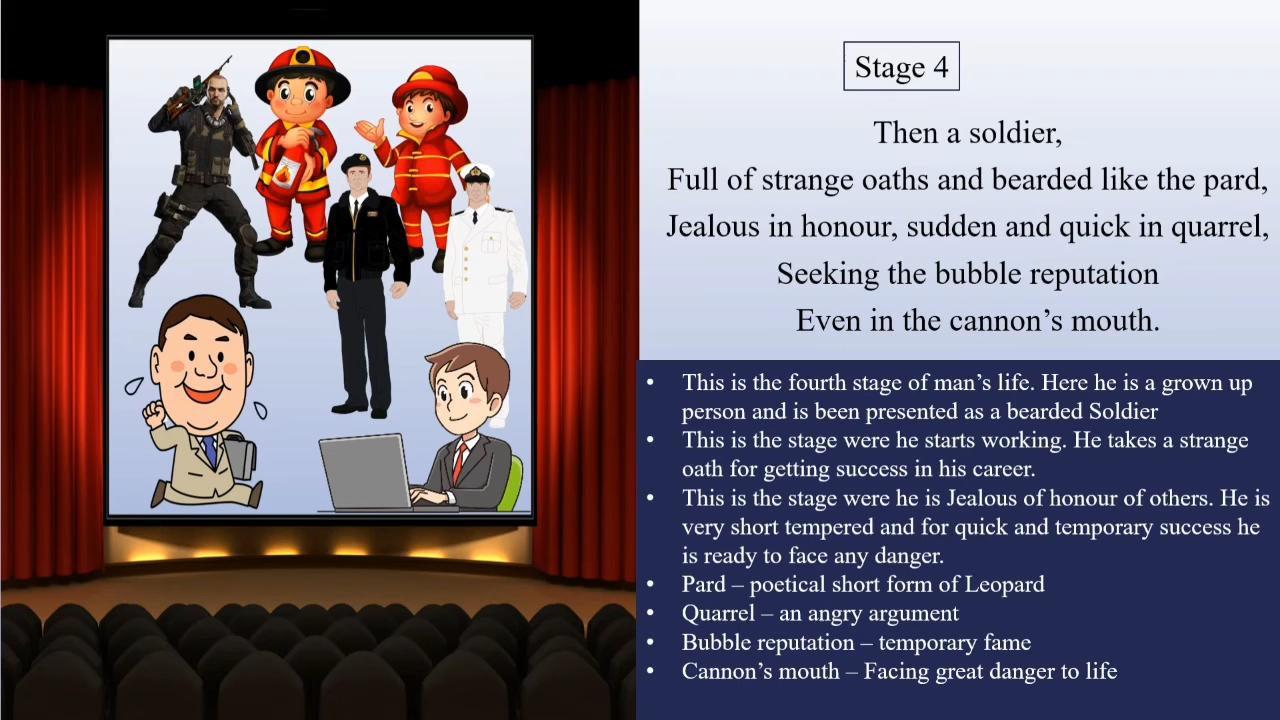 Stage 4
Then a soldier,
Full of strange oaths and bearded like the pard,
Jealous in honour, sudden and quick in quarrel,
Seeking the bubble reputation
Even in the cannon’s mouth.
• This is the fourth stage of man’s life. Here he is a grown up
person and is been presented as a bearded Soldier
• This is the stage were he starts working. He takes a strange
oath for getting success in his career.
• This is the stage were he is Jealous of honour of others. He is
very short tempered and for quick and temporary success he
is ready to face any danger.
• Pard – poetical short form of Leopard
• Quarrel – an angry argument
• Bubble reputation – temporary fame
• Cannon’s mouth – Facing great danger to life